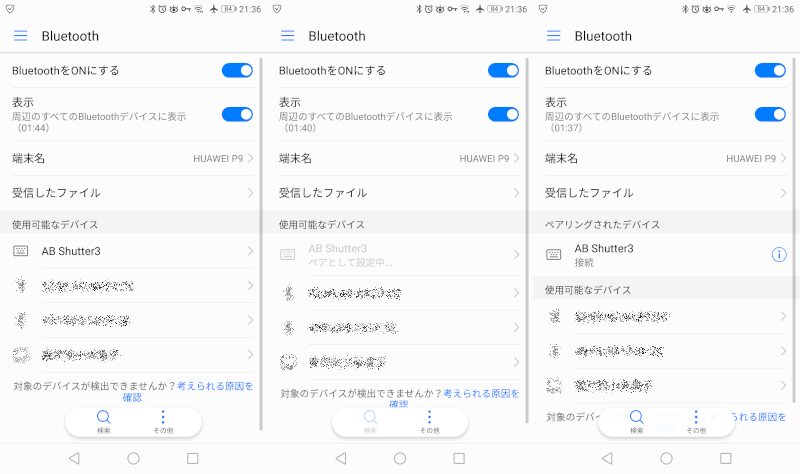 84 21:36
Bluetooth
BluetoothをONにする
表示
周辺のすべてのBluetoothデバイスに表示
（01:44）
端末名 HUAWEI P9
受信したファイル
使用可能なデバイス
AB Shutter3
対象のデバイスが検出できませんか？考えられる原因を
確認
検索 その他
84 21:36
Bluetooth
BluetoothをONにする
表示
周辺のすべてのBluetoothデバイスに表示
（01:40）
端末名 HUAWEI P9
受信したファイル
使用可能なデバイス
AB Shutter3
ペアとして設定中...
対象のデバイスが検出できませんか？考えられる原因を
確認
検索 その他
84 21:36
Bluetooth
BluetoothをONにする
表示
周辺のすべてのBluetoothデバイスに表示
（01:37）
端末名 HUAWEI P9
受信したファイル
ペアリングされたデバイス
AB Shutter3
接続
使用可能なデバイス
対象のデバイ
れる原因を
検索 その他